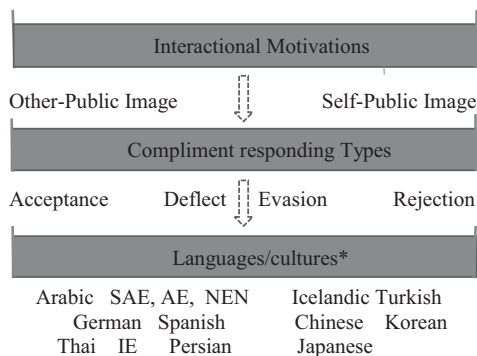 Interactional Motivations
Other-Public Image Self-Public Image
Compliment responding Types
Acceptance Deflect Evasion Rejection
Languages/cultures*
Arabic SAE, AE, NEN Icelandic Turkish
German Spanish Chinese Korean
Thai IE Persian Japanese